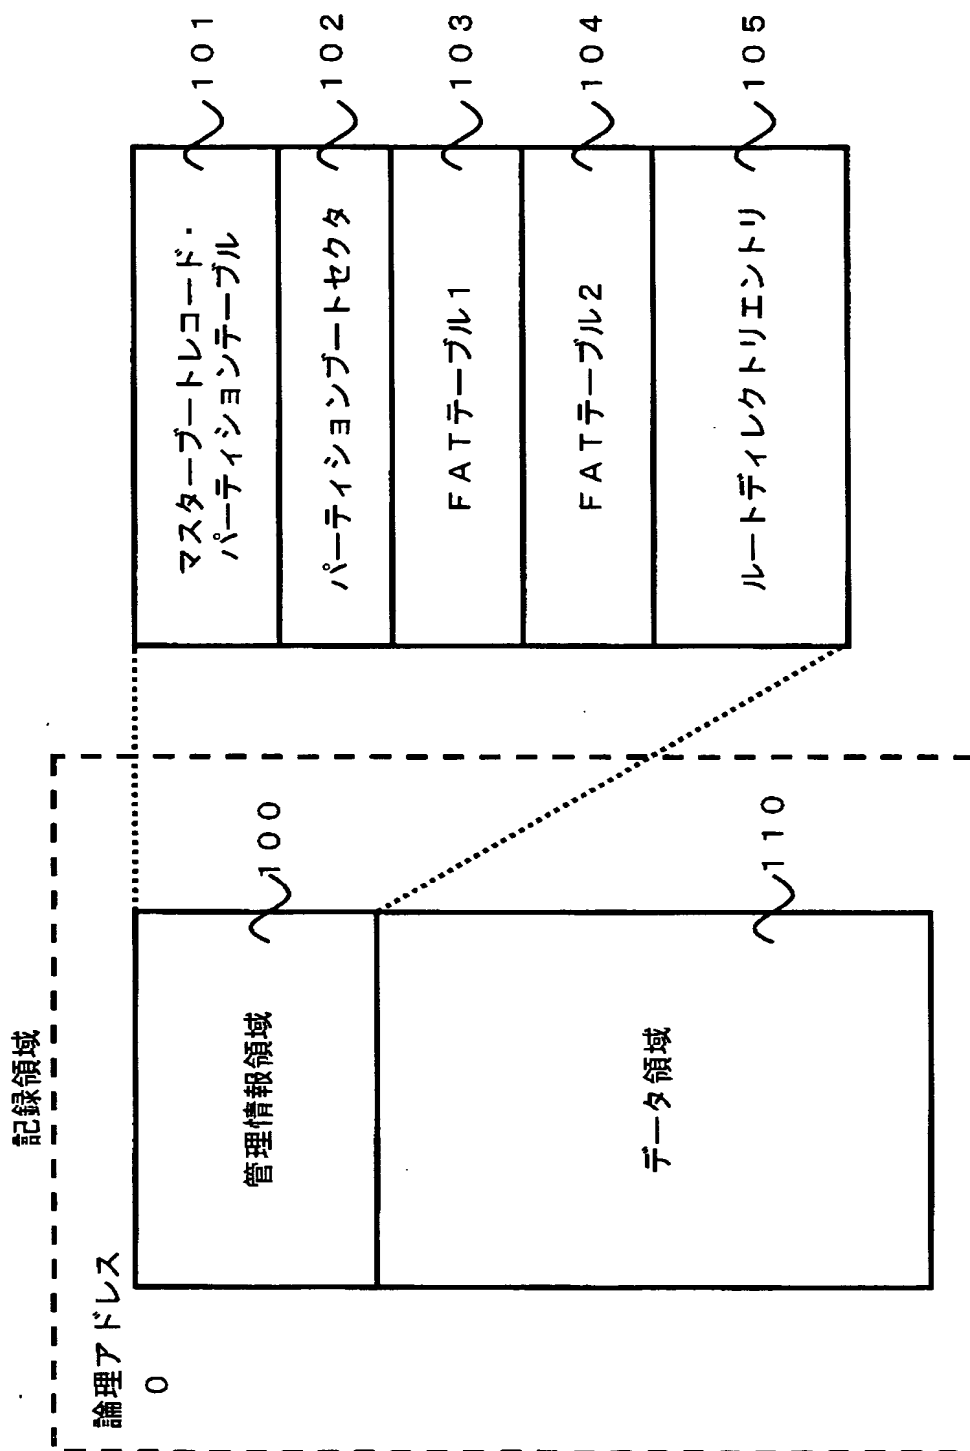 記録領域
論理アドレス
0
管理情報領域
100
データ領域
110
マスターブートレコード・
パーティションテーブル
101
パーティションブートセクタ
102
FATテーブル1
103
FATテーブル2
104
ルートディレクトリエントリ
105